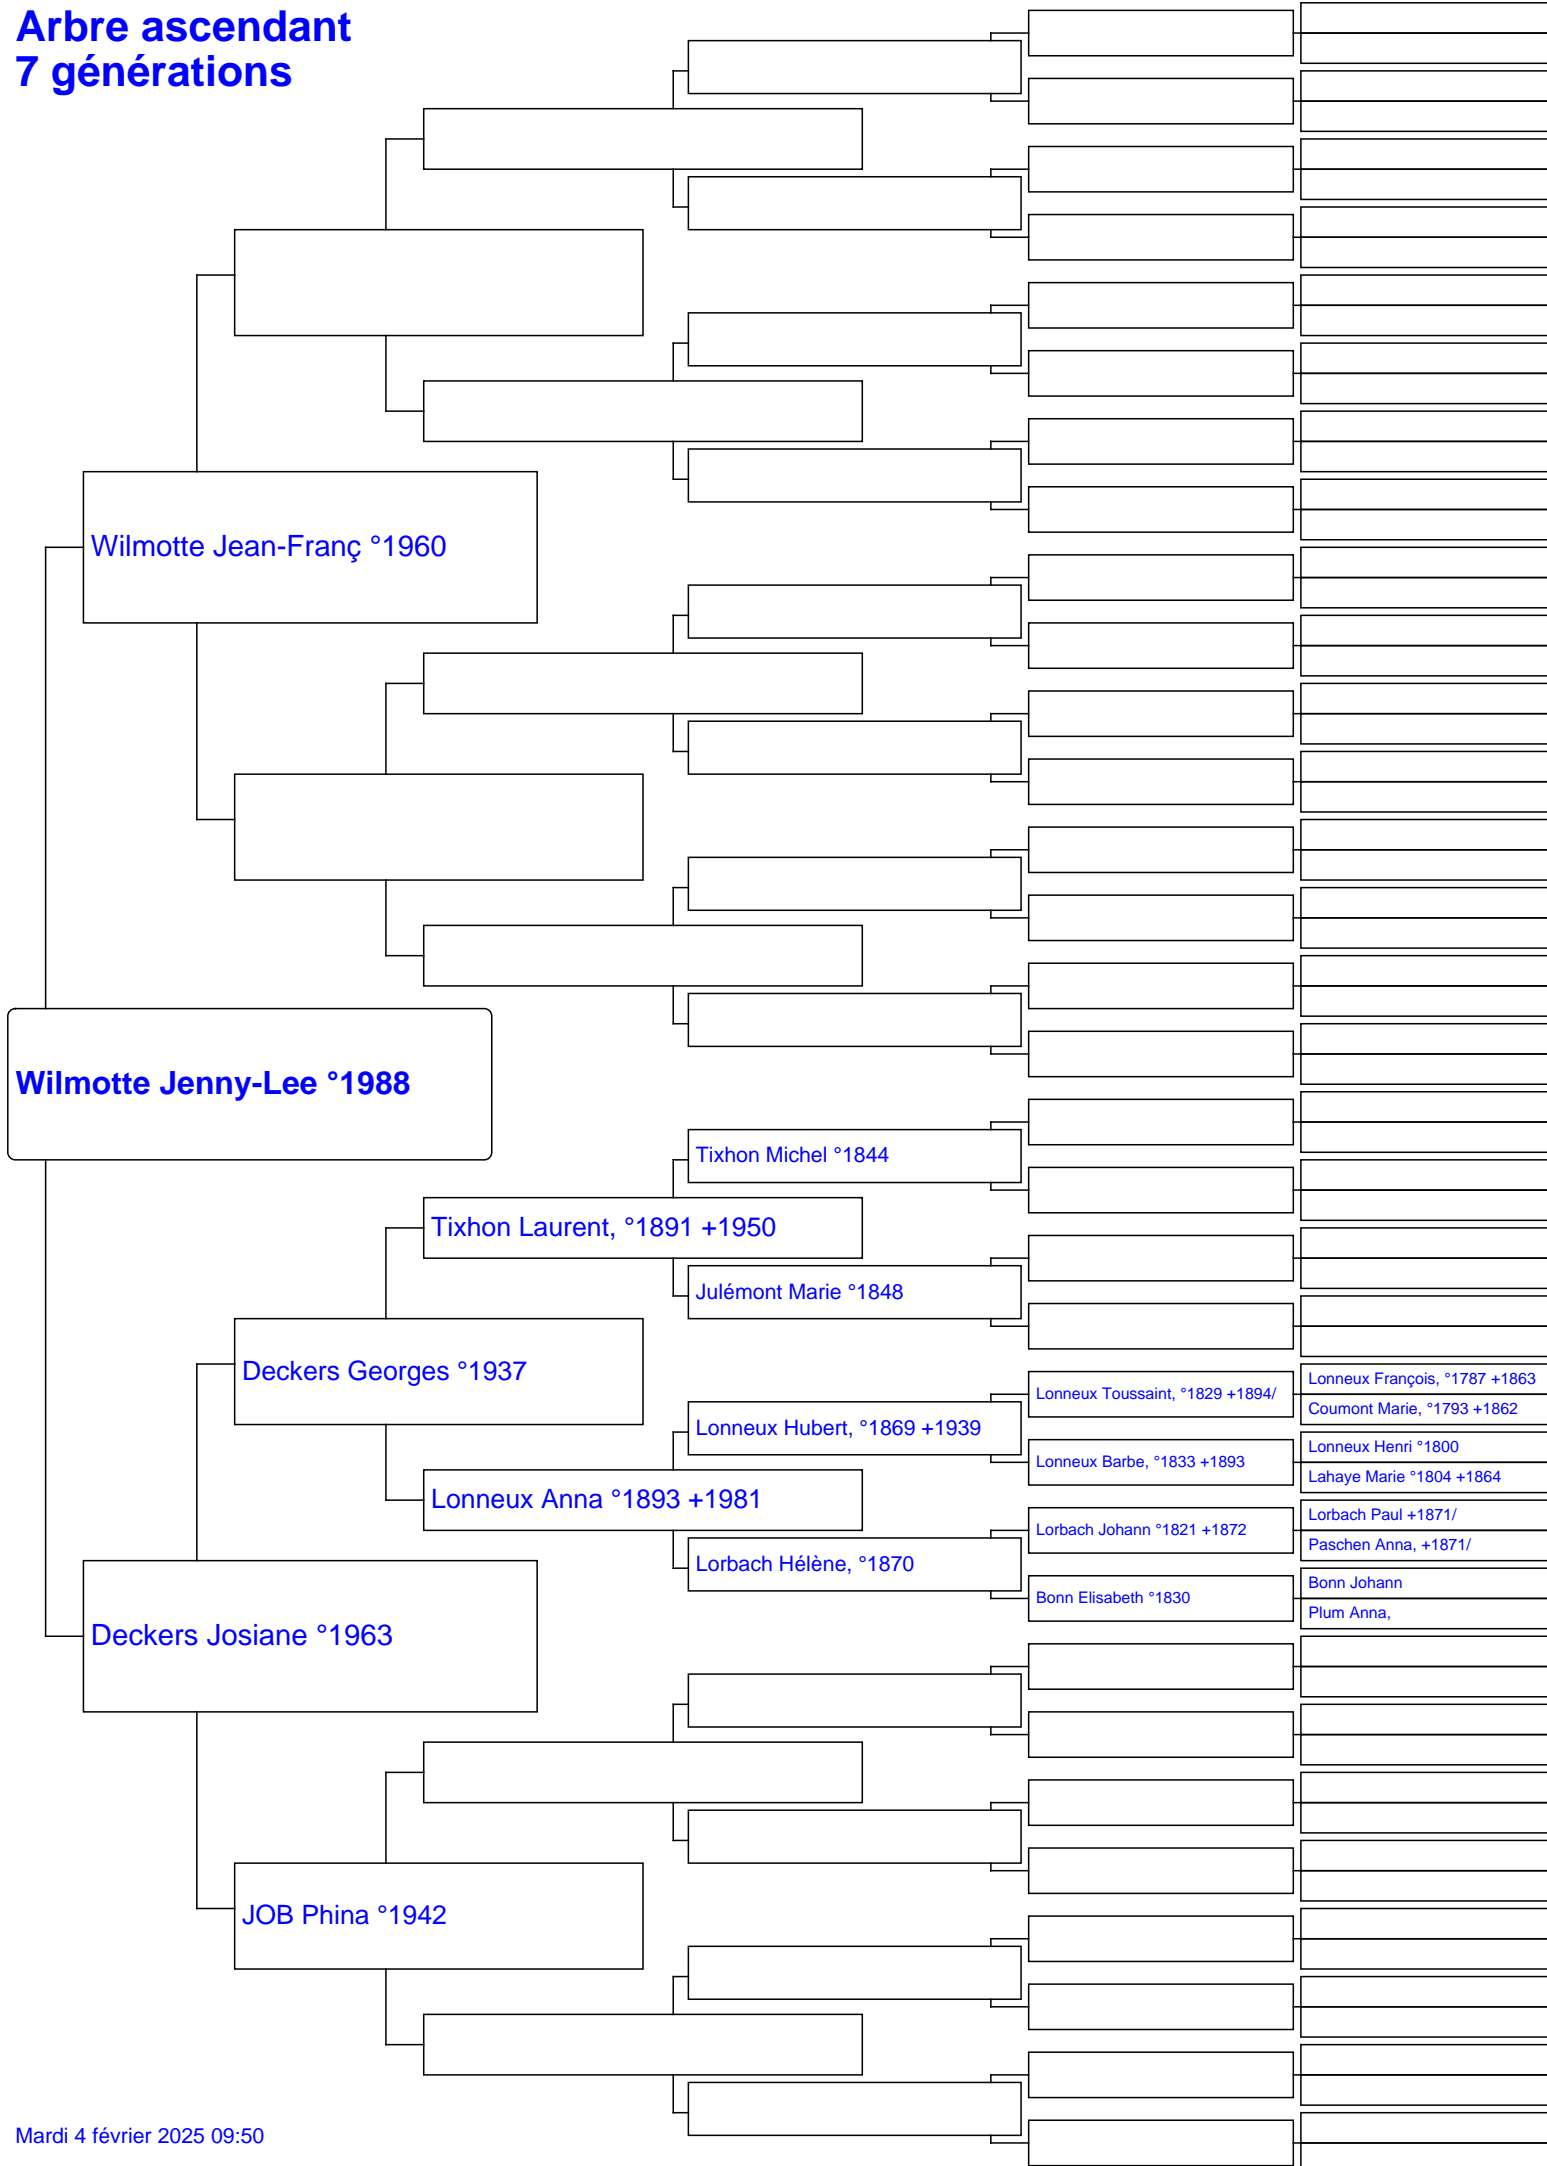 Arbre ascendant
7 générations
Wilmotte Jean-Franç °1960
Wilmotte Jenny-Lee °1988
Tixhon Michel °1844
Tixhon Laurent, °1891 +1950
Julémont Marie °1848
Deckers Georges °1937
Lonneux François, °1787 +1863
Lonneux Toussaint, °1829 +1894/
Coumont Marie, °1793 +1862
Lonneux Hubert, °1869 +1939
Lonneux Henri °1800
Lonneux Barbe, °1833 +1893
Lahaye Marie °1804 +1864
Lonneux Anna °1893 +1981
Lorbach Paul +1871/
Lorbach Johann °1821 +1872
Paschen Anna, +1871/
Lorbach Hélène, °1870
Bonn Johann
Bonn Elisabeth °1830
Plum Anna,
Deckers Josiane °1963
JOB Phina °1942
Mardi 4 février 2025 09:50